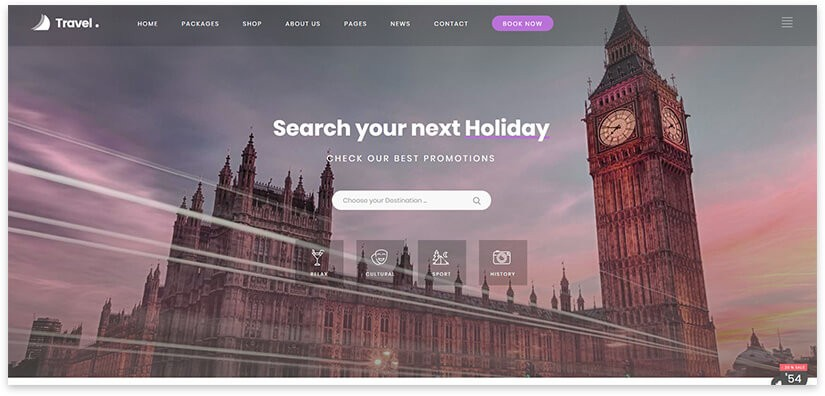 Travel.
HOME PACKAGES SHOP ABOUT US PAGES NEWS CONTACT BOOK NOW
Search your next Holiday
CHECK OUR BEST PROMOTIONS
Choose your Destination ...
RELAX CULTURAL SPORT HISTORY
'54